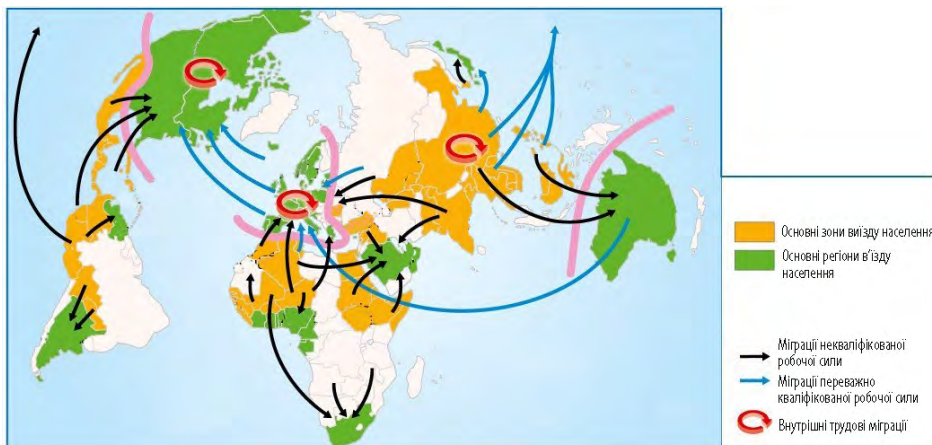 Основні зони виїзду населення
Основні регіони в'їзду
населення
Міграції некваліфікованої
робочої сили
Міграції переважно
кваліфікованої робочої сили
Внутрішні трудові міграції